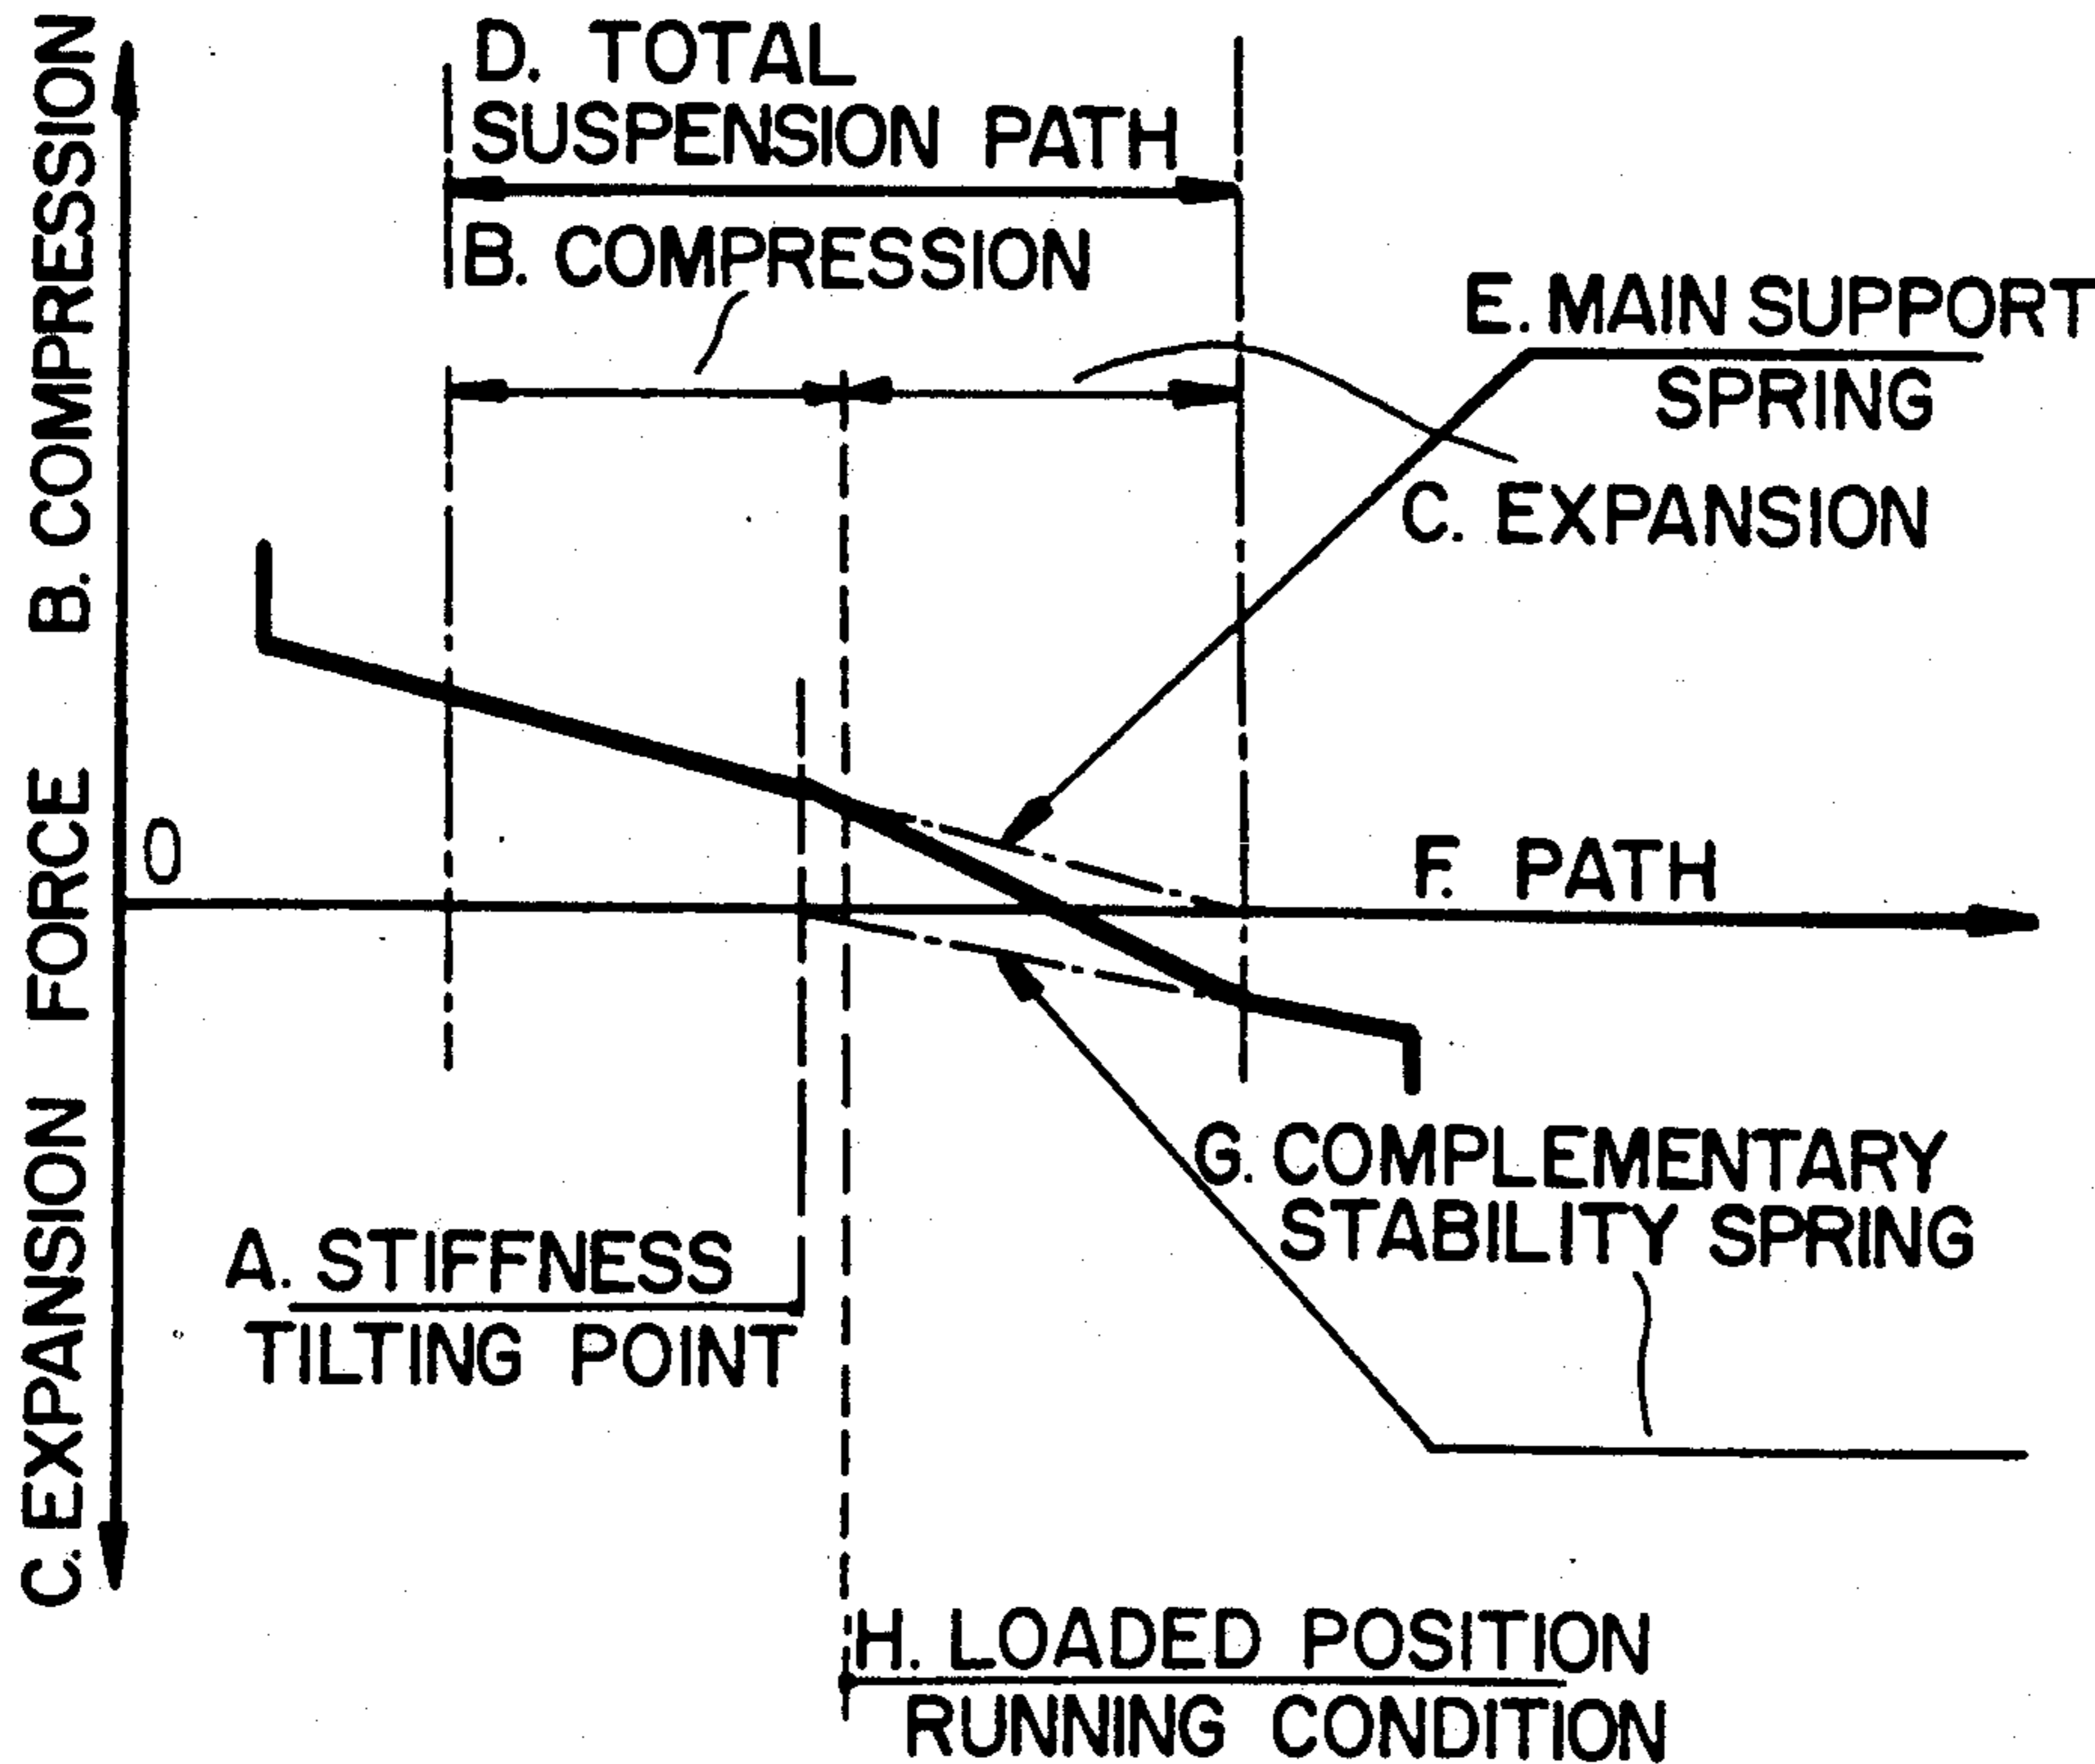 D. TOTAL
SUSPENSION PATH
B. COMPRESSION
E. MAIN SUPPORT
SPRING
C. EXPANSION
C. EXPANSION FORCE B. COMPRESSION
O
F. PATH
G. COMPLEMENTARY
STABILITY SPRING
A. STIFFNESS
TILTING POINT
H. LOADED POSITION
RUNNING CONDITION